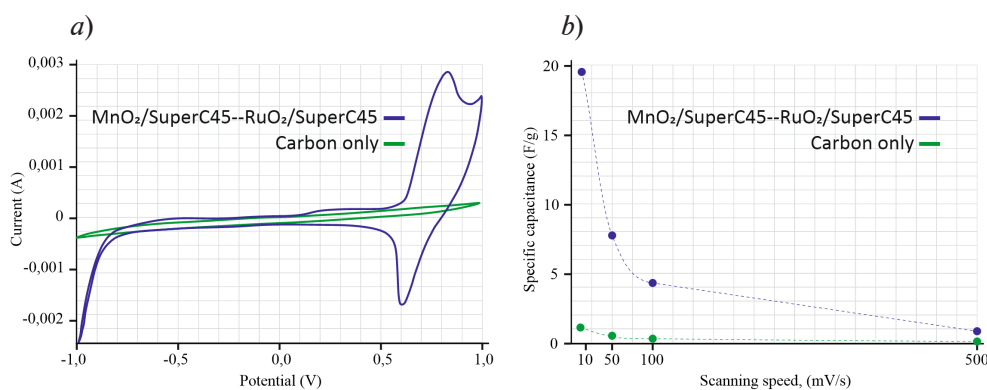 a)
0,003
0,002
0,001
0
-0,001
-0,002
Current (A)
MnO₂/SuperC45--RuO₂/SuperC45
Carbon only
-1,0
-0,5
0,0
0,5
1,0
Potential (V)
b)
20
15
10
5
0
Specific capacitance (F/g)
MnO₂/SuperC45--RuO₂/SuperC45
Carbon only
10
50
100
500
Scanning speed, (mV/s)